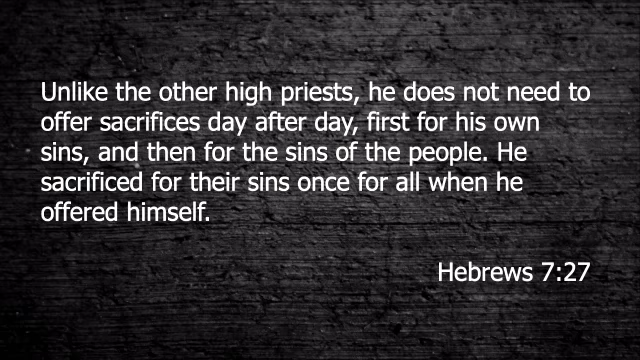 Unlike the other high priests, he does not need to
offer sacrifices day after day, first for his own
sins, and then for the sins of the people. He
sacrificed for their sins once for all when he
offered himself.
Hebrews 7:27